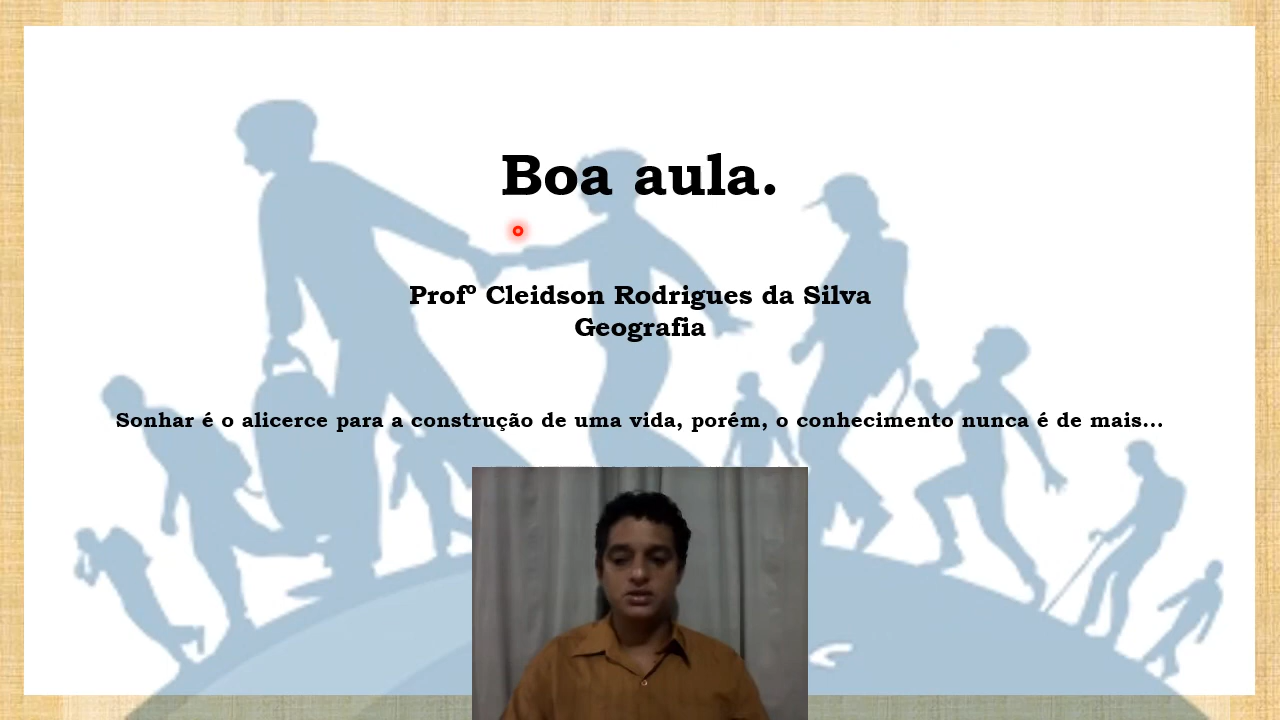 Boa aula.
Profº Cleidson Rodrigues da Silva
Geografia
Sonhar é o alicerce para a construção de uma vida, porém, o conhecimento nunca é de mais...